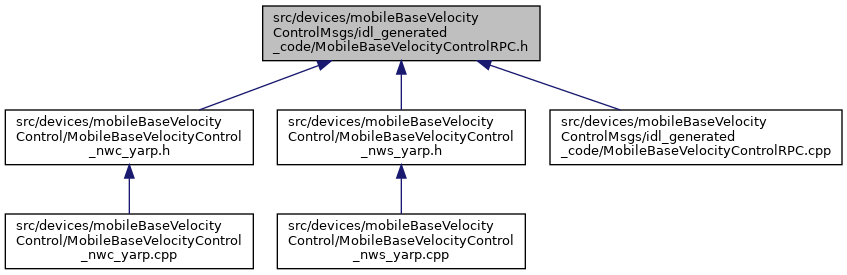 src/devices/mobileBaseVelocity
ControlMsgs/idl_generated
_code/MobileBaseVelocityControlRPC.h
src/devices/mobileBaseVelocity
Control/MobileBaseVelocityControl
_nwc_yarp.h
src/devices/mobileBaseVelocity
Control/MobileBaseVelocityControl
_nws_yarp.h
src/devices/mobileBaseVelocity
ControlMsgs/idl_generated
_code/MobileBaseVelocityControlRPC.cpp
src/devices/mobileBaseVelocity
Control/MobileBaseVelocityControl
_nwc_yarp.cpp
src/devices/mobileBaseVelocity
Control/MobileBaseVelocityControl
_nws_yarp.cpp